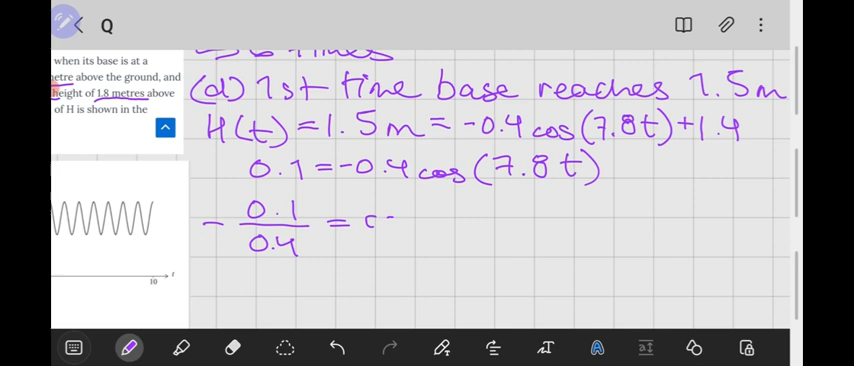 Q
when its base is at a
etre above the ground, and
height of 1.8 metres above
of H is shown in the
10
t
(d) 1st time base reaches 1.5m
H(t) = 1.5m = -0.4 cos(7.8t) + 1.4
0.1 = -0.4 cos(7.8t)
- 0.1/0.4 =